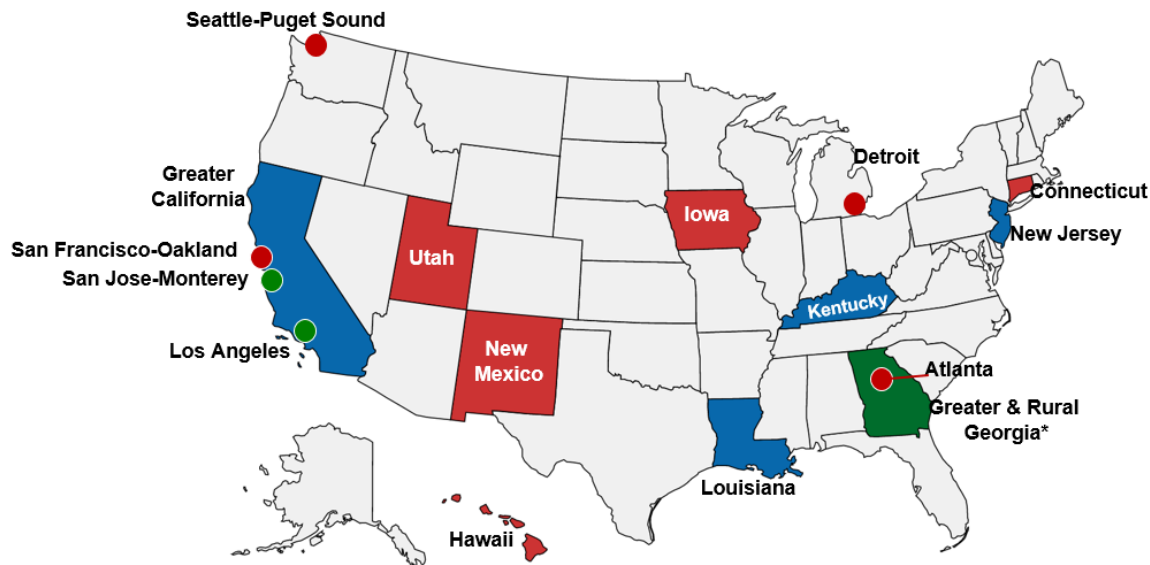 Seattle-Puget Sound
Detroit
Greater
California
Connecticut
Iowa
New Jersey
San Francisco-Oakland
Utah
San Jose-Monterey
Kentucky
Los Angeles
New
Mexico
Atlanta
Greater & Rural
Georgia*
Louisiana
Hawaii